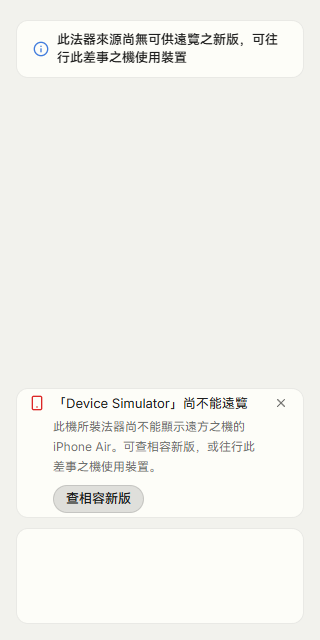 此法器來源尚無可供遠覽之新版，可往
行此差事之機使用裝置
「Device Simulator」尚不能遠覽
此機所裝法器尚不能顯示遠方之機的
iPhone Air。可查相容新版，或往行此
差事之機使用裝置。
查相容新版